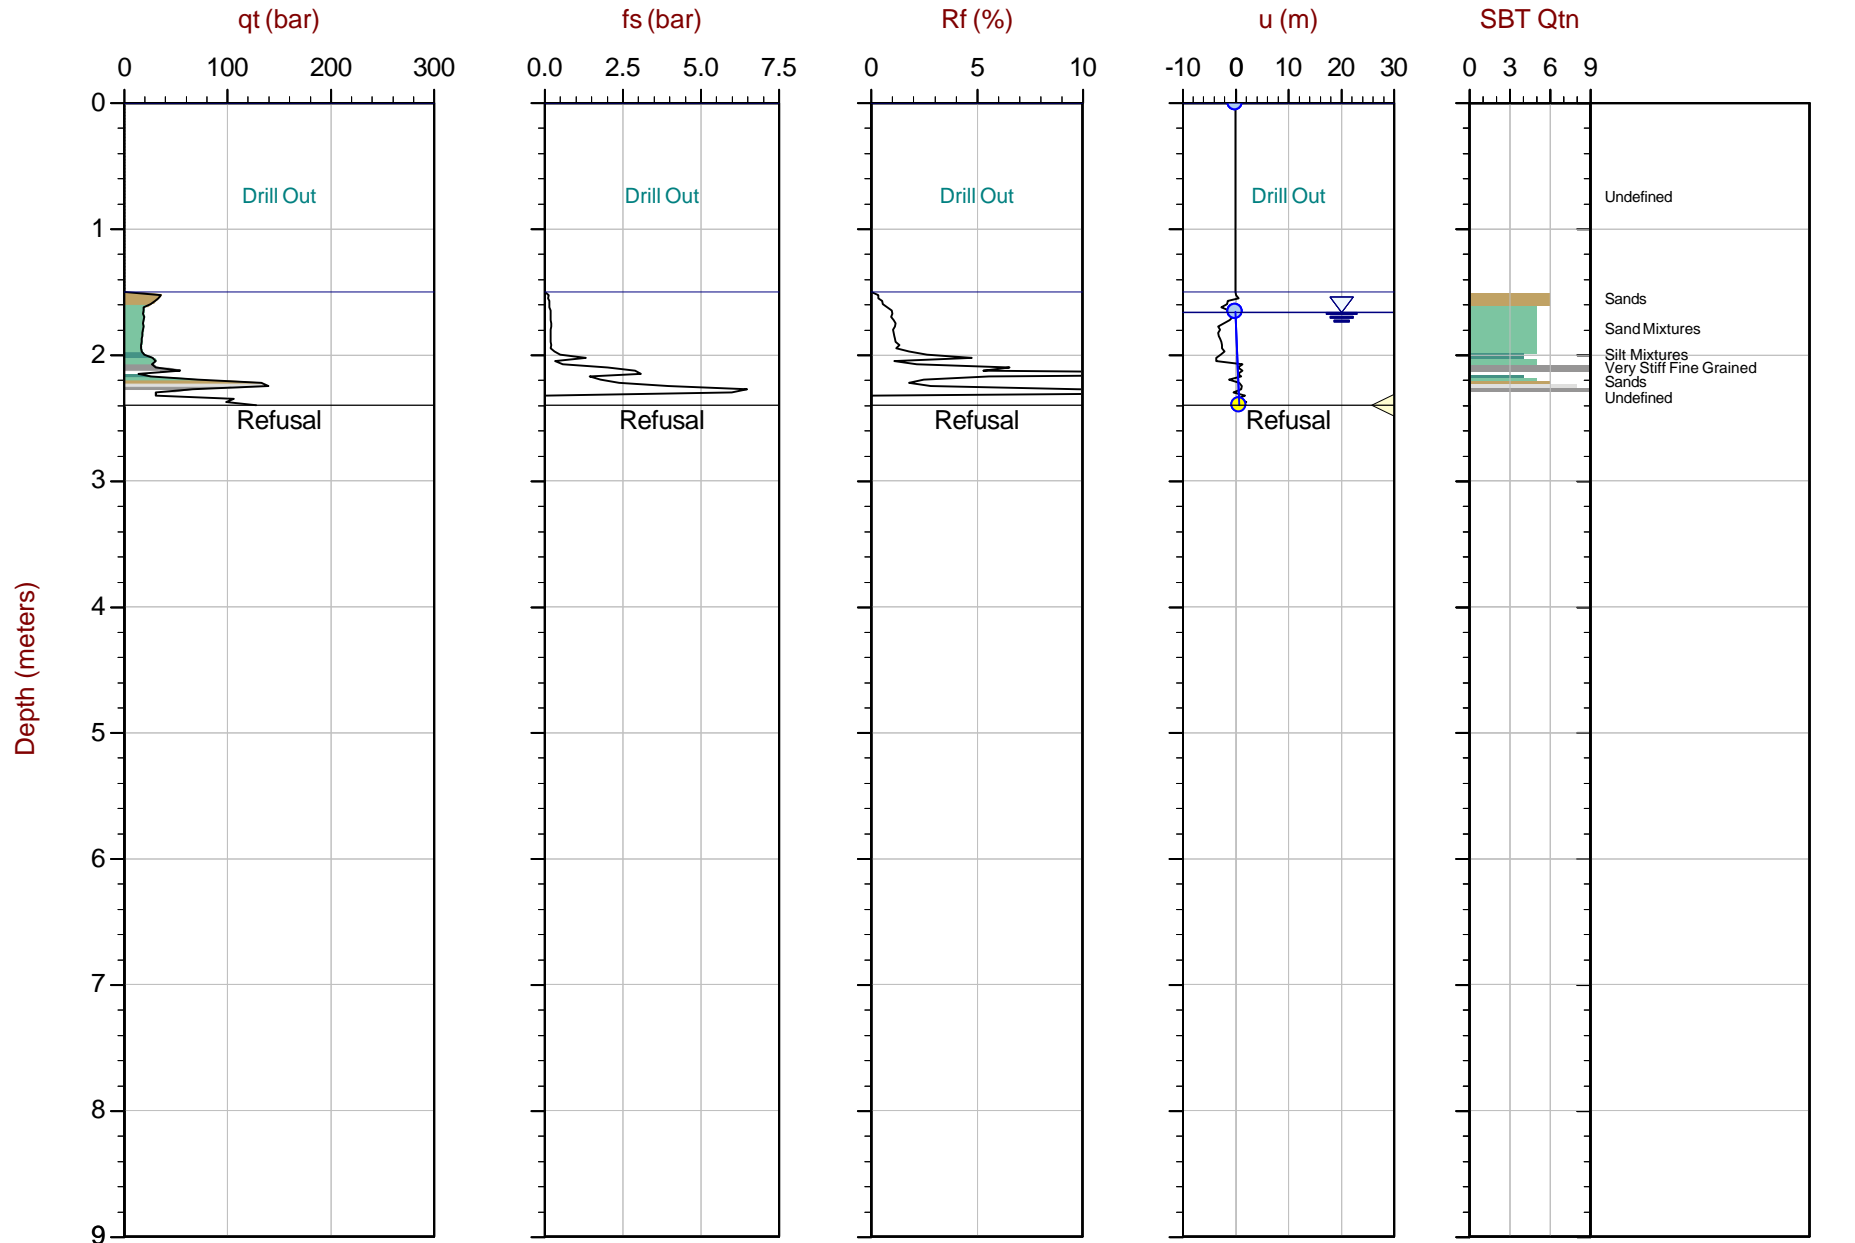 qt (bar) fs (bar) Rf (%) u (m) SBT Qtn
0 100 200 300 0.0 2.5 5.0 7.5 0 5 10 -10 0 10 20 30 0 3 6 9
0
Drill Out Drill Out Drill Out Drill Out Undefined
1
Sands
Sand Mixtures
2 Silt Mixtures
Very Stiff Fine Grained
Sands
Undefined
Refusal Refusal Refusal Refusal
3
4
5
6
7
8
9
Depth (meters)